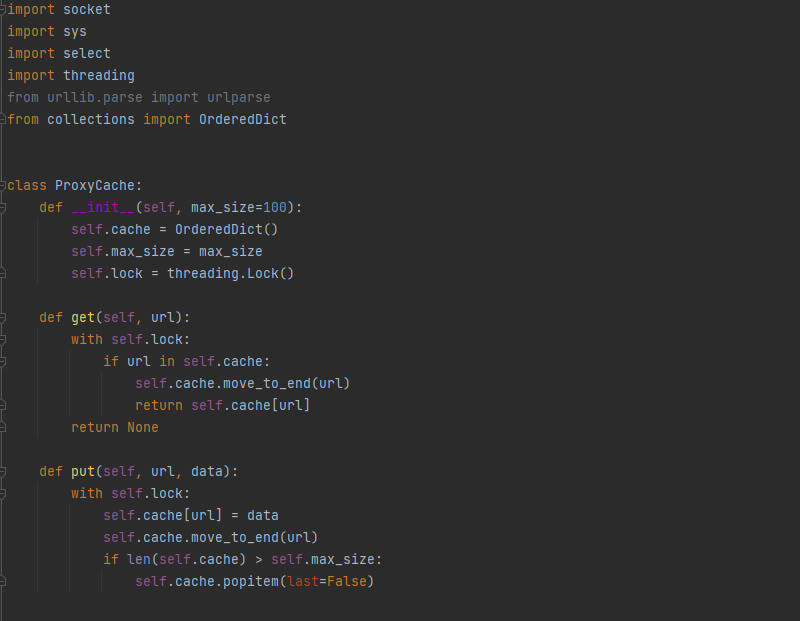 import socket
import sys
import select
import threading
from urllib.parse import urlparse
from collections import OrderedDict
class ProxyCache:
    def __init__(self, max_size=100):
        self.cache = OrderedDict()
        self.max_size = max_size
        self.lock = threading.Lock()
    def get(self, url):
        with self.lock:
            if url in self.cache:
                self.cache.move_to_end(url)
                return self.cache[url]
        return None
    def put(self, url, data):
        with self.lock:
            self.cache[url] = data
            self.cache.move_to_end(url)
            if len(self.cache) > self.max_size:
                self.cache.popitem(last=False)